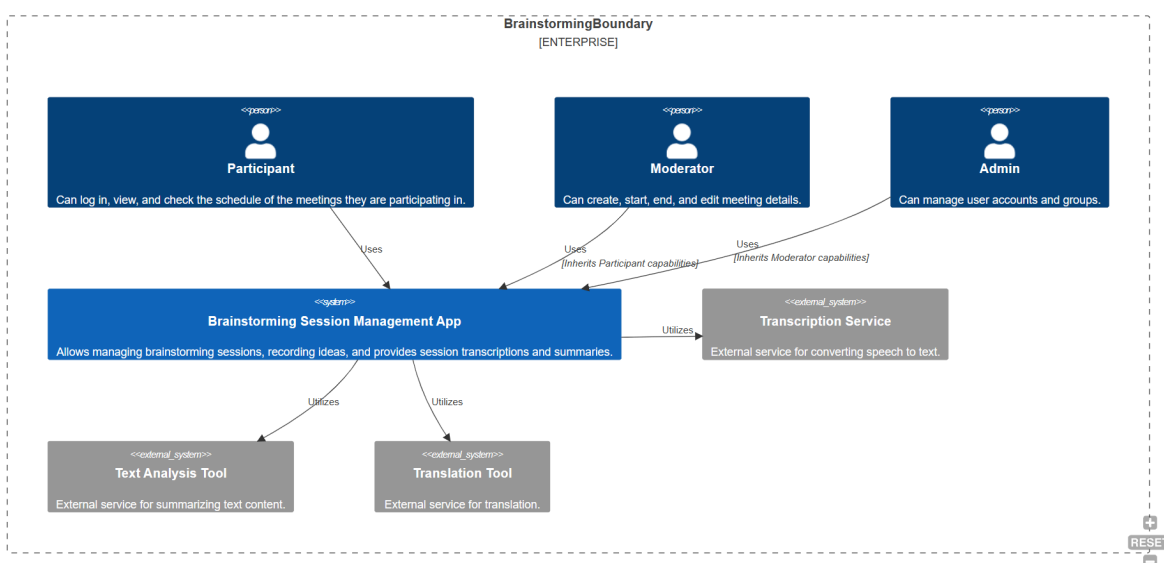 BrainstormingBoundary
[ENTERPRISE]
<<person>>
Participant
Can log in, view, and check the schedule of the meetings they are participating in.
<<person>>
Moderator
Can create, start, end, and edit meeting details.
<<person>>
Admin
Can manage user accounts and groups.
Uses
Uses
[Inherits Participant capabilities]
Uses
[Inherits Moderator capabilities]
<<system>>
Brainstorming Session Management App
Allows managing brainstorming sessions, recording ideas, and provides session transcriptions and summaries.
Utilizes
<<external_system>>
Transcription Service
External service for converting speech to text.
Utilizes
Utilizes
<<external_system>>
Text Analysis Tool
External service for summarizing text content.
<<external_system>>
Translation Tool
External service for translation.
RESET